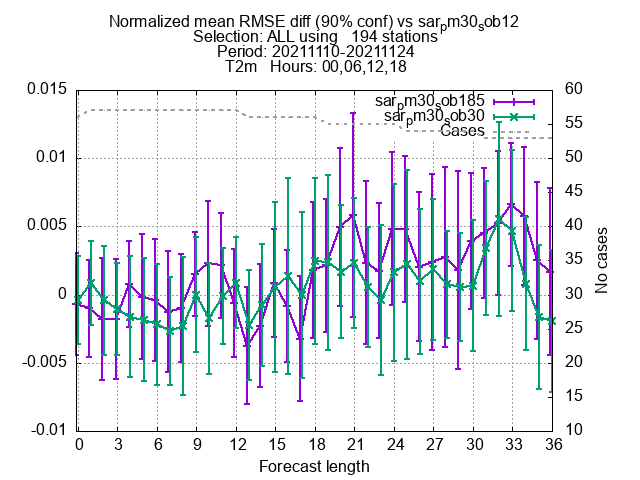 Normalized mean RMSE diff (90% conf) vs sarpm30sob12
Selection: ALL using 194 stations
Period: 20211110-20211124
T2m Hours: 00,06,12,18
sarpm30sob185
sarpm30sob30
Cases
0.015
0.01
0.005
0
-0.005
-0.01
60
55
50
45
40
35
30
25
20
15
10
No cases
0 3 6 9 12 15 18 21 24 27 30 33 36
Forecast length